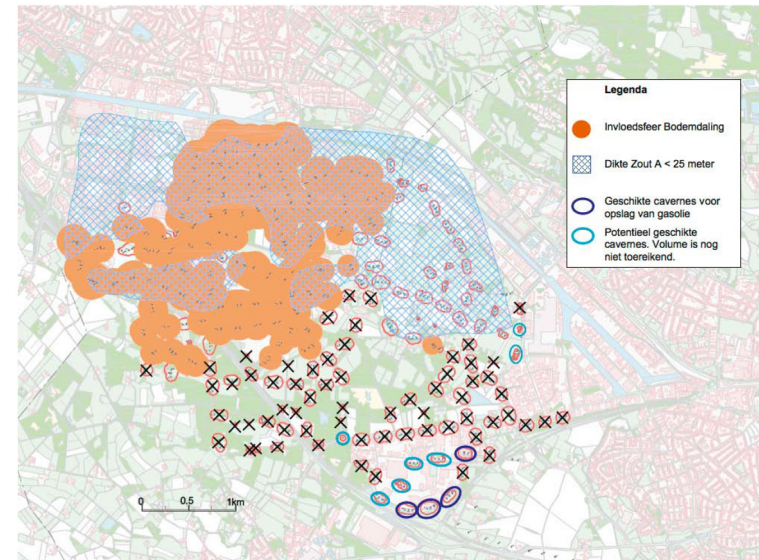 Legenda
Invloedsfeer Bodemdaling
Dikte Zout A < 25 meter
Geschikte cavernes voor
opslag van gasolie
Potentieel geschikte
cavernes. Volume is nog
niet toereikend.
0 0.5 1km